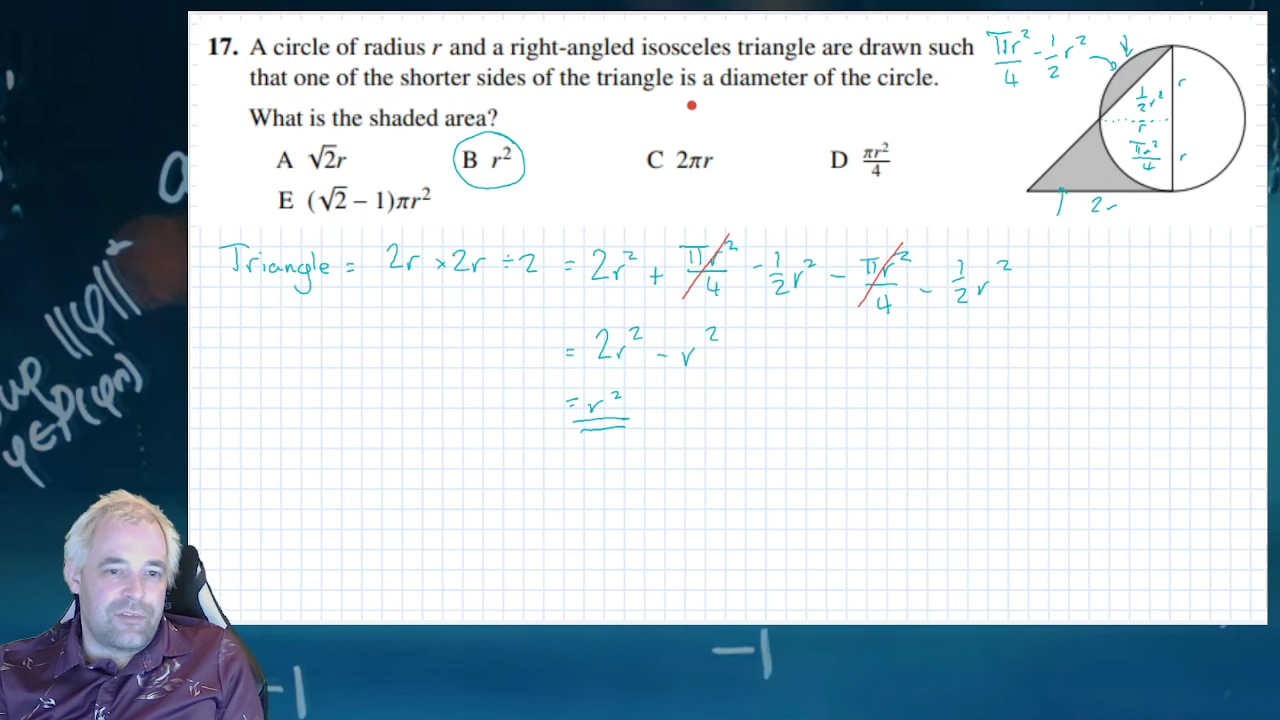 17. A circle of radius r and a right-angled isosceles triangle are drawn such
that one of the shorter sides of the triangle is a diameter of the circle.
What is the shaded area?
A √2r
B r²
C 2πr
D πr²/4
E (√2 – 1)πr²
πr²/4 - 1/2 r²
r
1/2 r²
r
πr²/4
r
Triangle = 2r × 2r ÷ 2 = 2r² + πr²/4 - 1/2 r² - πr²/4 - 1/2 r²
= 2r² - r²
= r²
||φ||
φ∈P(φn)
-1
-1